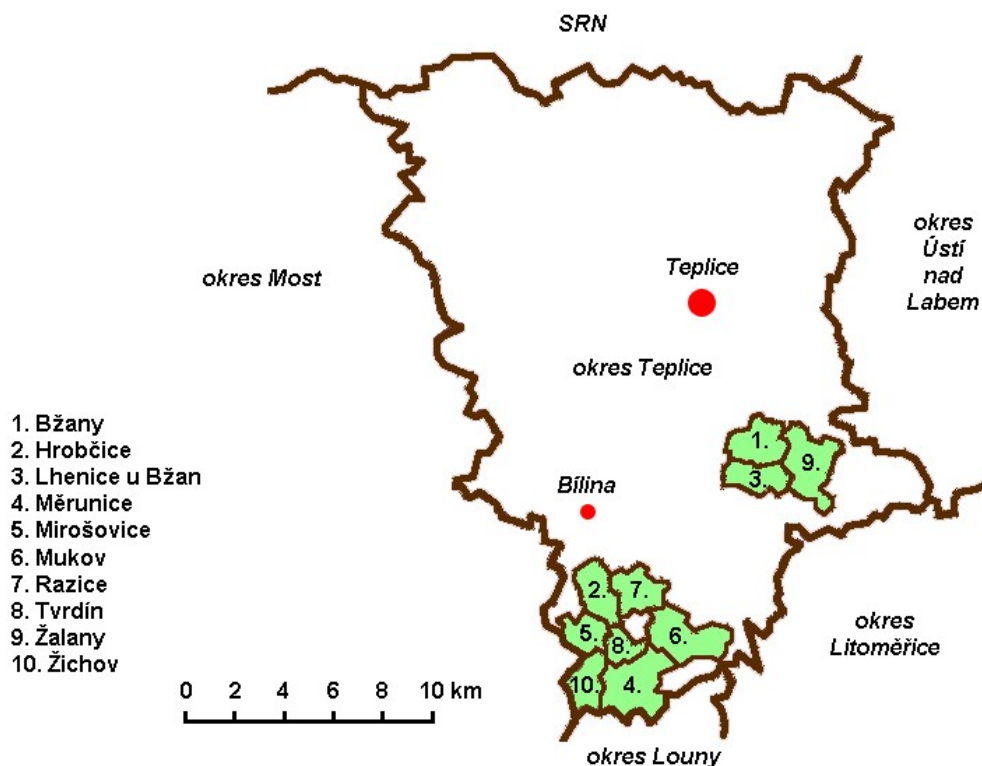 SRN
okres
Ústí
nad
Labem
okres Most
Teplice
okres Teplice
1. Bžany
2. Hrobčice
3. Lhenice u Bžan
4. Měrunice
5. Mirošovice
6. Mukov
7. Razice
8. Tvrdín
9. Žalany
10. Žichov
Bílina
1.
9.
3.
2.
7.
5.
8.
6.
10.
4.
okres
Litoměřice
0 2 4 6 8 10 km
okres Louny